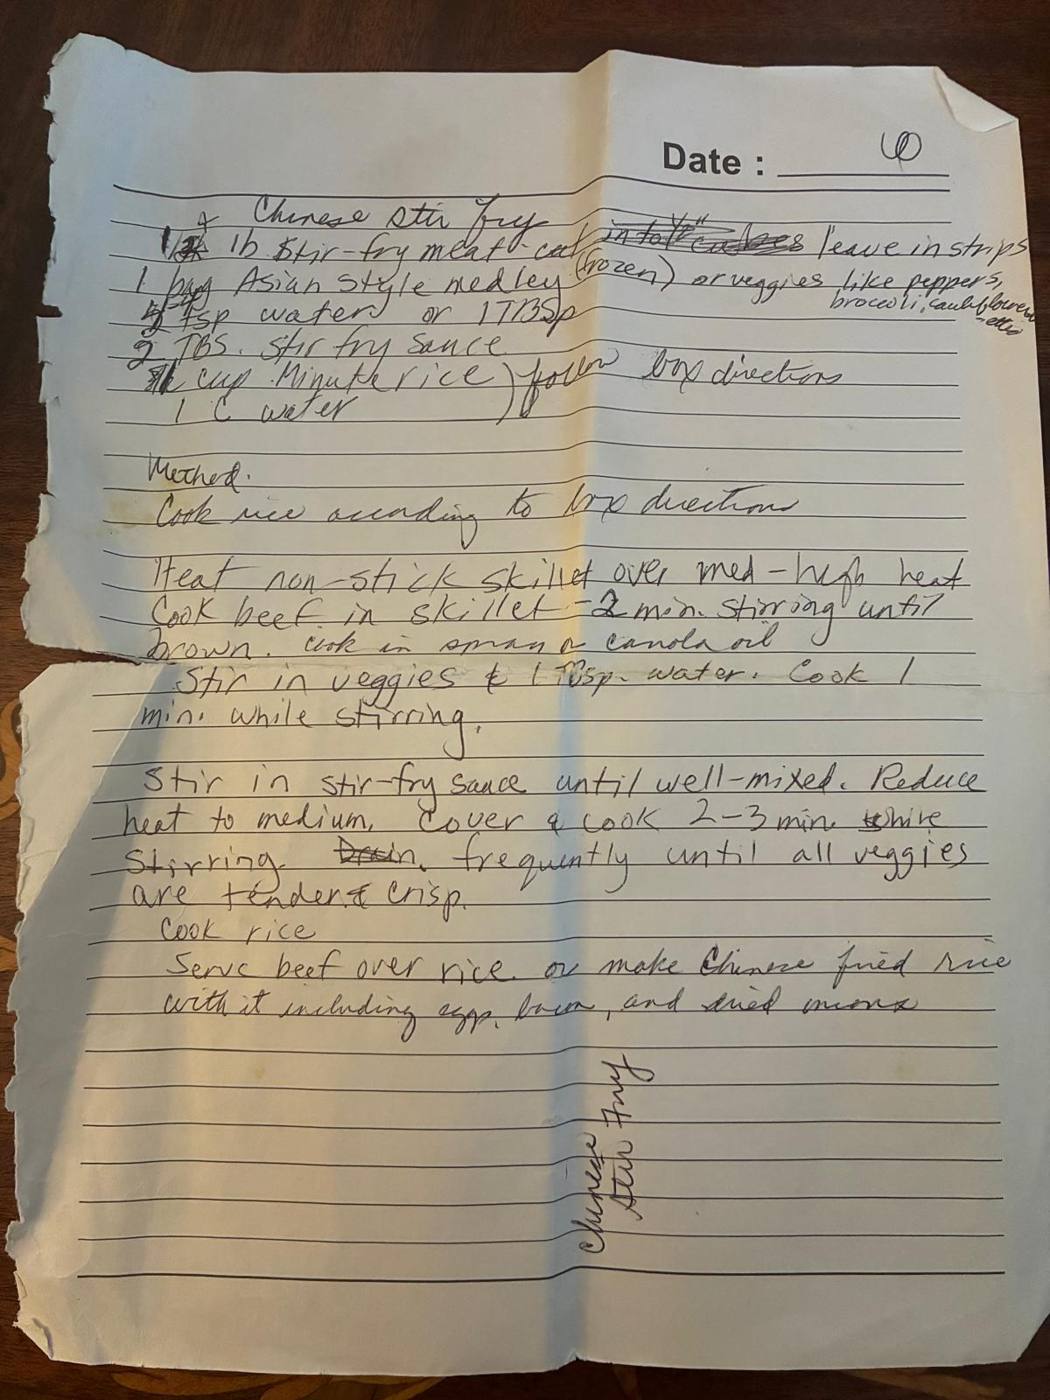 Date :
Chinese Stir fry
lb Stir-fry meat - cut into 1/4" cubes leave in strips
1 bag Asian Style medley (frozen) or veggies like peppers,
broccoli, cauliflower
tsp water or 1 TBSp
2 TBS. Stir fry Sauce
cup Minute rice ) follow box directions
1 C water
Method.
Cook rice according to box directions
Heat non-stick skillet over med-high heat
Cook beef in skillet - 2 min. stirring until
brown. Cook in spray or canola oil
Stir in veggies & 1 TBsp. water. Cook 1
min. while stirring.
Stir in stir-fry sauce until well-mixed. Reduce
heat to medium. Cover & cook 2-3 min. while
Stirring Drain. frequently until all veggies
are tender & crisp.
Cook rice
Serve beef over rice. or make Chinese fried rice
with it including eggs, bacon, and dried onions
Chinese
Stir Fry